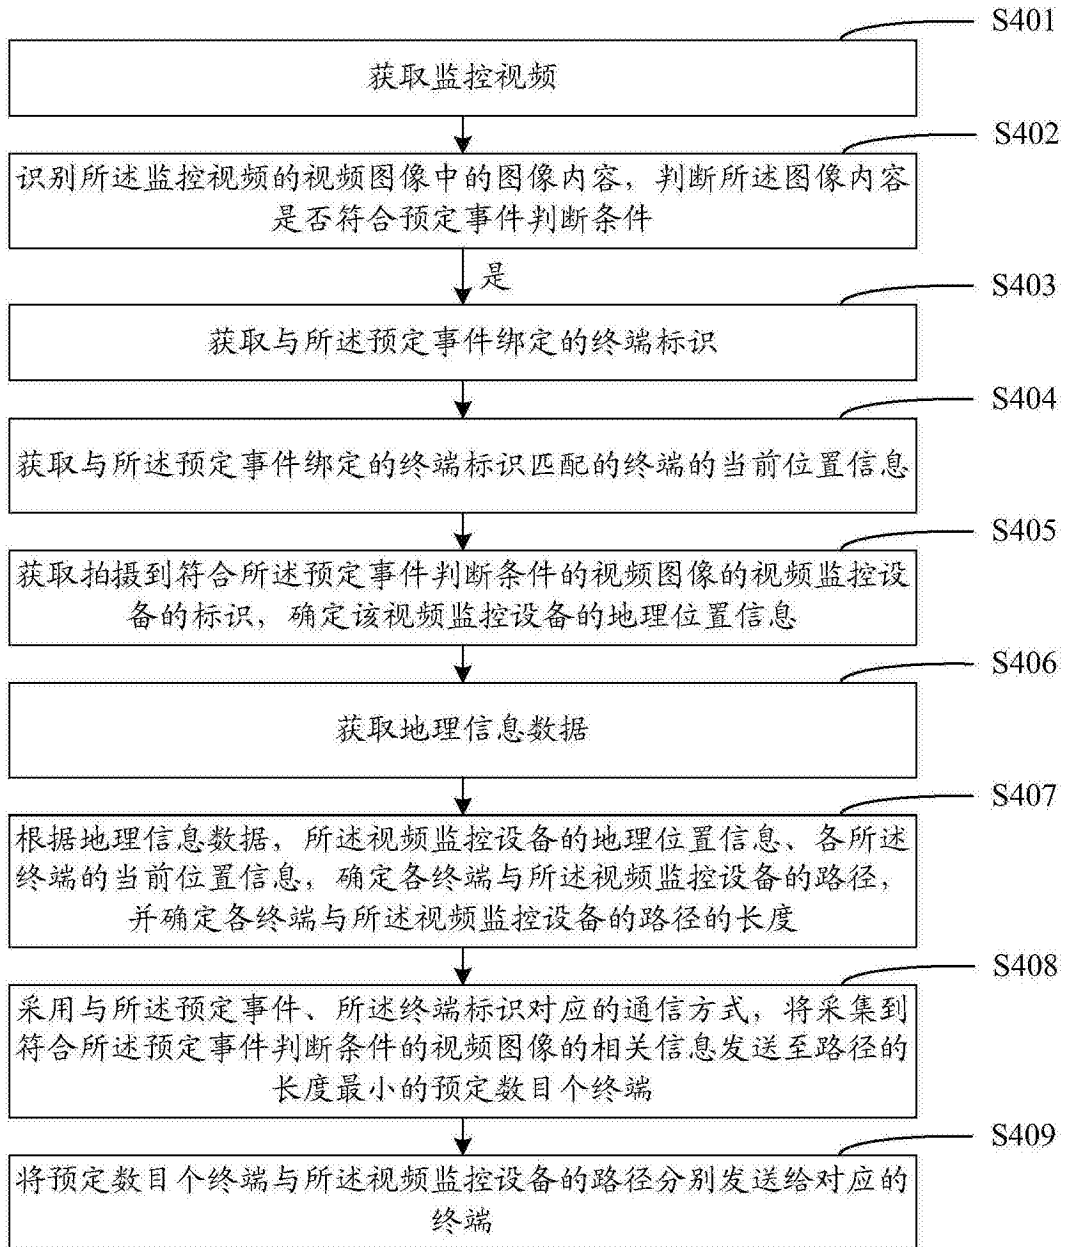 S401
获取监控视频
S402
识别所述监控视频的视频图像中的图像内容，判断所述图像内容
是否符合预定事件判断条件
是
S403
获取与所述预定事件绑定的终端标识
S404
获取与所述预定事件绑定的终端标识匹配的终端的当前位置信息
S405
获取拍摄到符合所述预定事件判断条件的视频图像的视频监控设
备的标识，确定该视频监控设备的地理位置信息
S406
获取地理信息数据
S407
根据地理信息数据，所述视频监控设备的地理位置信息、各所述
终端的当前位置信息，确定各终端与所述视频监控设备的路径，
并确定各终端与所述视频监控设备的路径的长度
S408
采用与所述预定事件、所述终端标识对应的通信方式，将采集到
符合所述预定事件判断条件的视频图像的相关信息发送至路径的
长度最小的预定数目个终端
S409
将预定数目个终端与所述视频监控设备的路径分别发送给对应的
终端